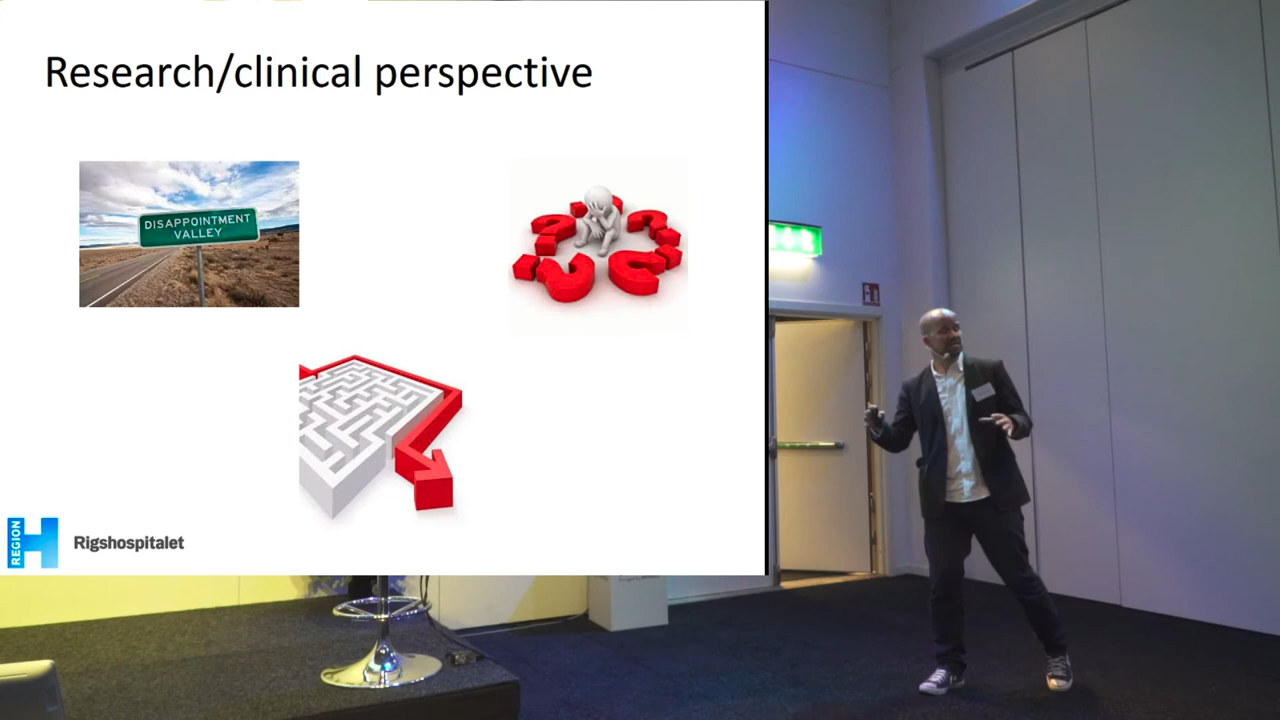 Research/clinical perspective
DISAPPOINTMENT
VALLEY
REGION
H
Rigshospitalet